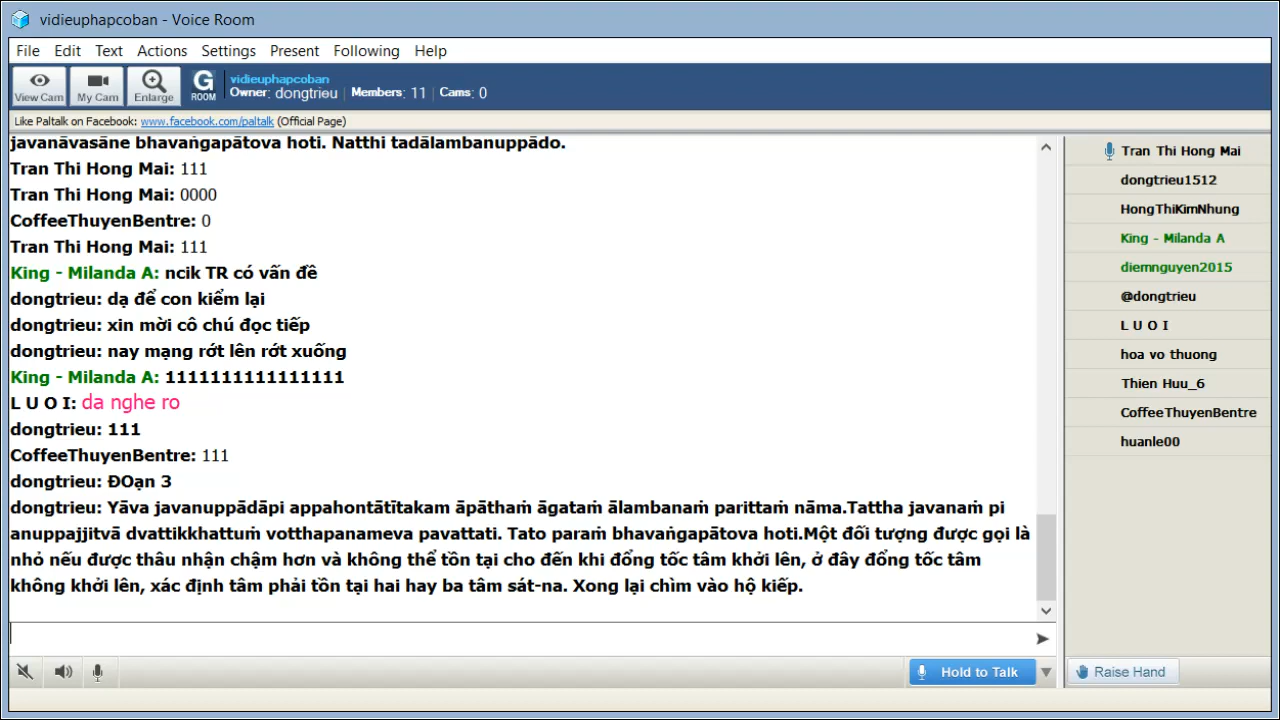 vidieuphapcoban - Voice Room
File Edit Text Actions Settings Present Following Help
View Cam My Cam Enlarge G ROOM
vidieuphapcoban
Owner: dongtrieu | Members: 11 | Cams: 0
Like Paltalk on Facebook: www.facebook.com/paltalk (Official Page)
javanāvasāne bhavaṅgapātova hoti. Natthi tadālambanuppādo.
Tran Thi Hong Mai: 111
Tran Thi Hong Mai: 0000
CoffeeThuyenBentre: 0
Tran Thi Hong Mai: 111
King - Milanda A: ncik TR có vấn đề
dongtrieu: dạ để con kiểm lại
dongtrieu: xin mời cô chú đọc tiếp
dongtrieu: nay mạng rớt lên rớt xuống
King - Milanda A: 1111111111111111
L U O I: da nghe ro
dongtrieu: 111
CoffeeThuyenBentre: 111
dongtrieu: ĐOạn 3
dongtrieu: Yāva javanuppādāpi appahontātītakam āpāthaṁ āgataṁ ālambanaṁ parittaṁ nāma.Tattha javanaṁ pi
anuppajjitvā dvattikkhattuṁ votthapanameva pavattati. Tato paraṁ bhavaṅgapātova hoti.Một đối tượng được gọi là
nhỏ nếu được thâu nhận chậm hơn và không thể tồn tại cho đến khi đổng tốc tâm khởi lên, ở đây đổng tốc tâm
không khởi lên, xác định tâm phải tồn tại hai hay ba tâm sát-na. Xong lại chìm vào hộ kiếp.
Tran Thi Hong Mai
dongtrieu1512
HongThiKimNhung
King - Milanda A
diemnguyen2015
@dongtrieu
L U O I
hoa vo thuong
Thien Huu_6
CoffeeThuyenBentre
huanle00
Hold to Talk
Raise Hand